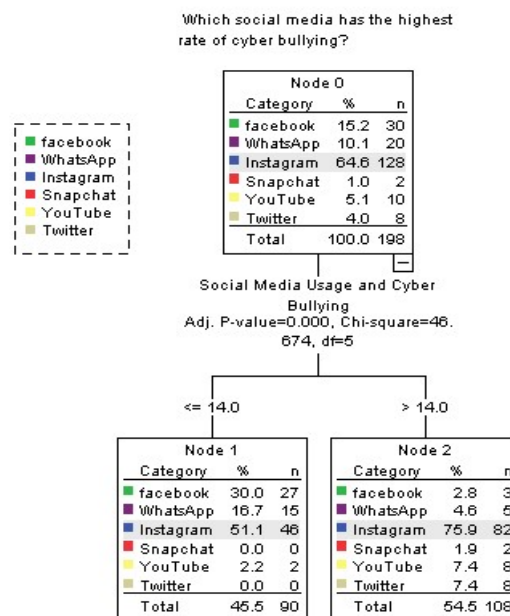 Which social media has the highest
rate of cyber bullying?
Node 0
Category % n
facebook 15.2 30
WhatsApp 10.1 20
Instagram 64.6 128
Snapchat 1.0 2
YouTube 5.1 10
Twitter 4.0 8
Total 100.0 198
facebook
WhatsApp
Instagram
Snapchat
YouTube
Twitter
Social Media Usage and Cyber
Bullying
Adj. P-value=0.000, Chi-square=46.
674, df=5
<= 14.0
> 14.0
Node 1
Category % n
facebook 30.0 27
WhatsApp 16.7 15
Instagram 51.1 46
Snapchat 0.0 0
YouTube 2.2 2
Twitter 0.0 0
Total 45.5 90
Node 2
Category % n
facebook 2.8 3
WhatsApp 4.6 5
Instagram 75.9 82
Snapchat 1.9 2
YouTube 7.4 8
Twitter 7.4 8
Total 54.5 108